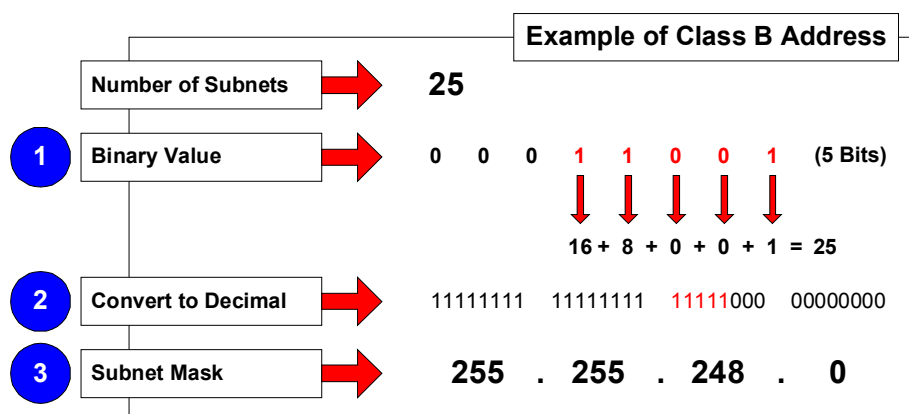 Example of Class B Address
Number of Subnets 25
1 Binary Value 0 0 0 1 1 0 0 1 (5 Bits)
16 + 8 + 0 + 0 + 1 = 25
2 Convert to Decimal 11111111 11111111 11111000 00000000
3 Subnet Mask 255 . 255 . 248 . 0